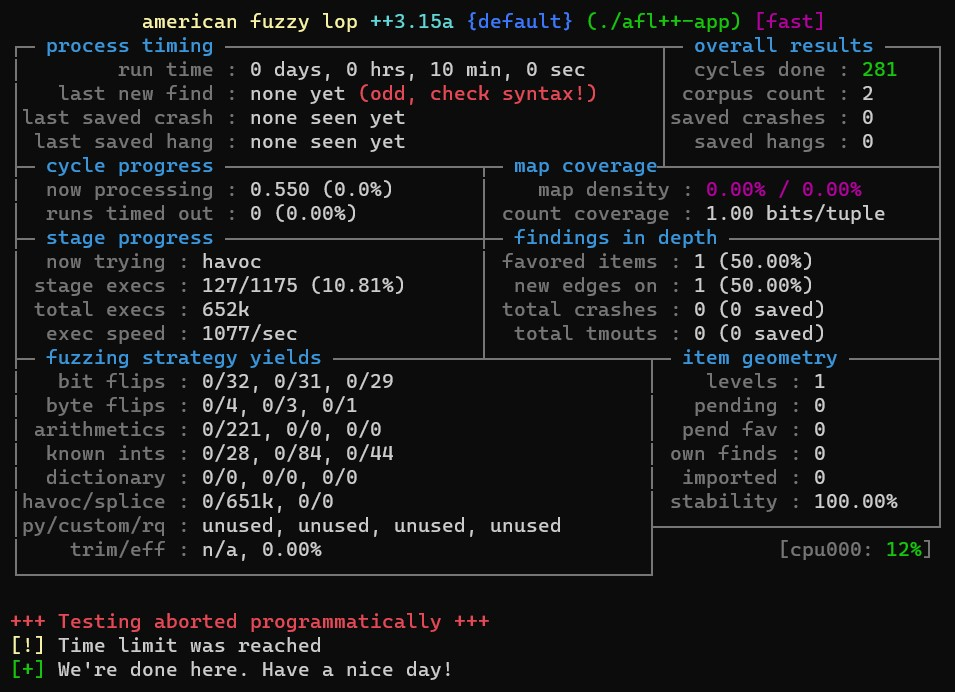 american fuzzy lop ++3.15a {default} (./afl++-app) [fast]
process timing overall results
run time : 0 days, 0 hrs, 10 min, 0 sec cycles done : 281
last new find : none yet (odd, check syntax!) corpus count : 2
last saved crash : none seen yet saved crashes : 0
last saved hang : none seen yet saved hangs : 0
cycle progress map coverage
now processing : 0.550 (0.0%) map density : 0.00% / 0.00%
runs timed out : 0 (0.00%) count coverage : 1.00 bits/tuple
stage progress findings in depth
now trying : havoc favored items : 1 (50.00%)
stage execs : 127/1175 (10.81%) new edges on : 1 (50.00%)
total execs : 652k total crashes : 0 (0 saved)
exec speed : 1077/sec total tmouts : 0 (0 saved)
fuzzing strategy yields item geometry
bit flips : 0/32, 0/31, 0/29 levels : 1
byte flips : 0/4, 0/3, 0/1 pending : 0
arithmetics : 0/221, 0/0, 0/0 pend fav : 0
known ints : 0/28, 0/84, 0/44 own finds : 0
dictionary : 0/0, 0/0, 0/0 imported : 0
havoc/splice : 0/651k, 0/0 stability : 100.00%
py/custom/rq : unused, unused, unused, unused
trim/eff : n/a, 0.00% [cpu000: 12%]
+++ Testing aborted programmatically +++
[!] Time limit was reached
[+] We're done here. Have a nice day!